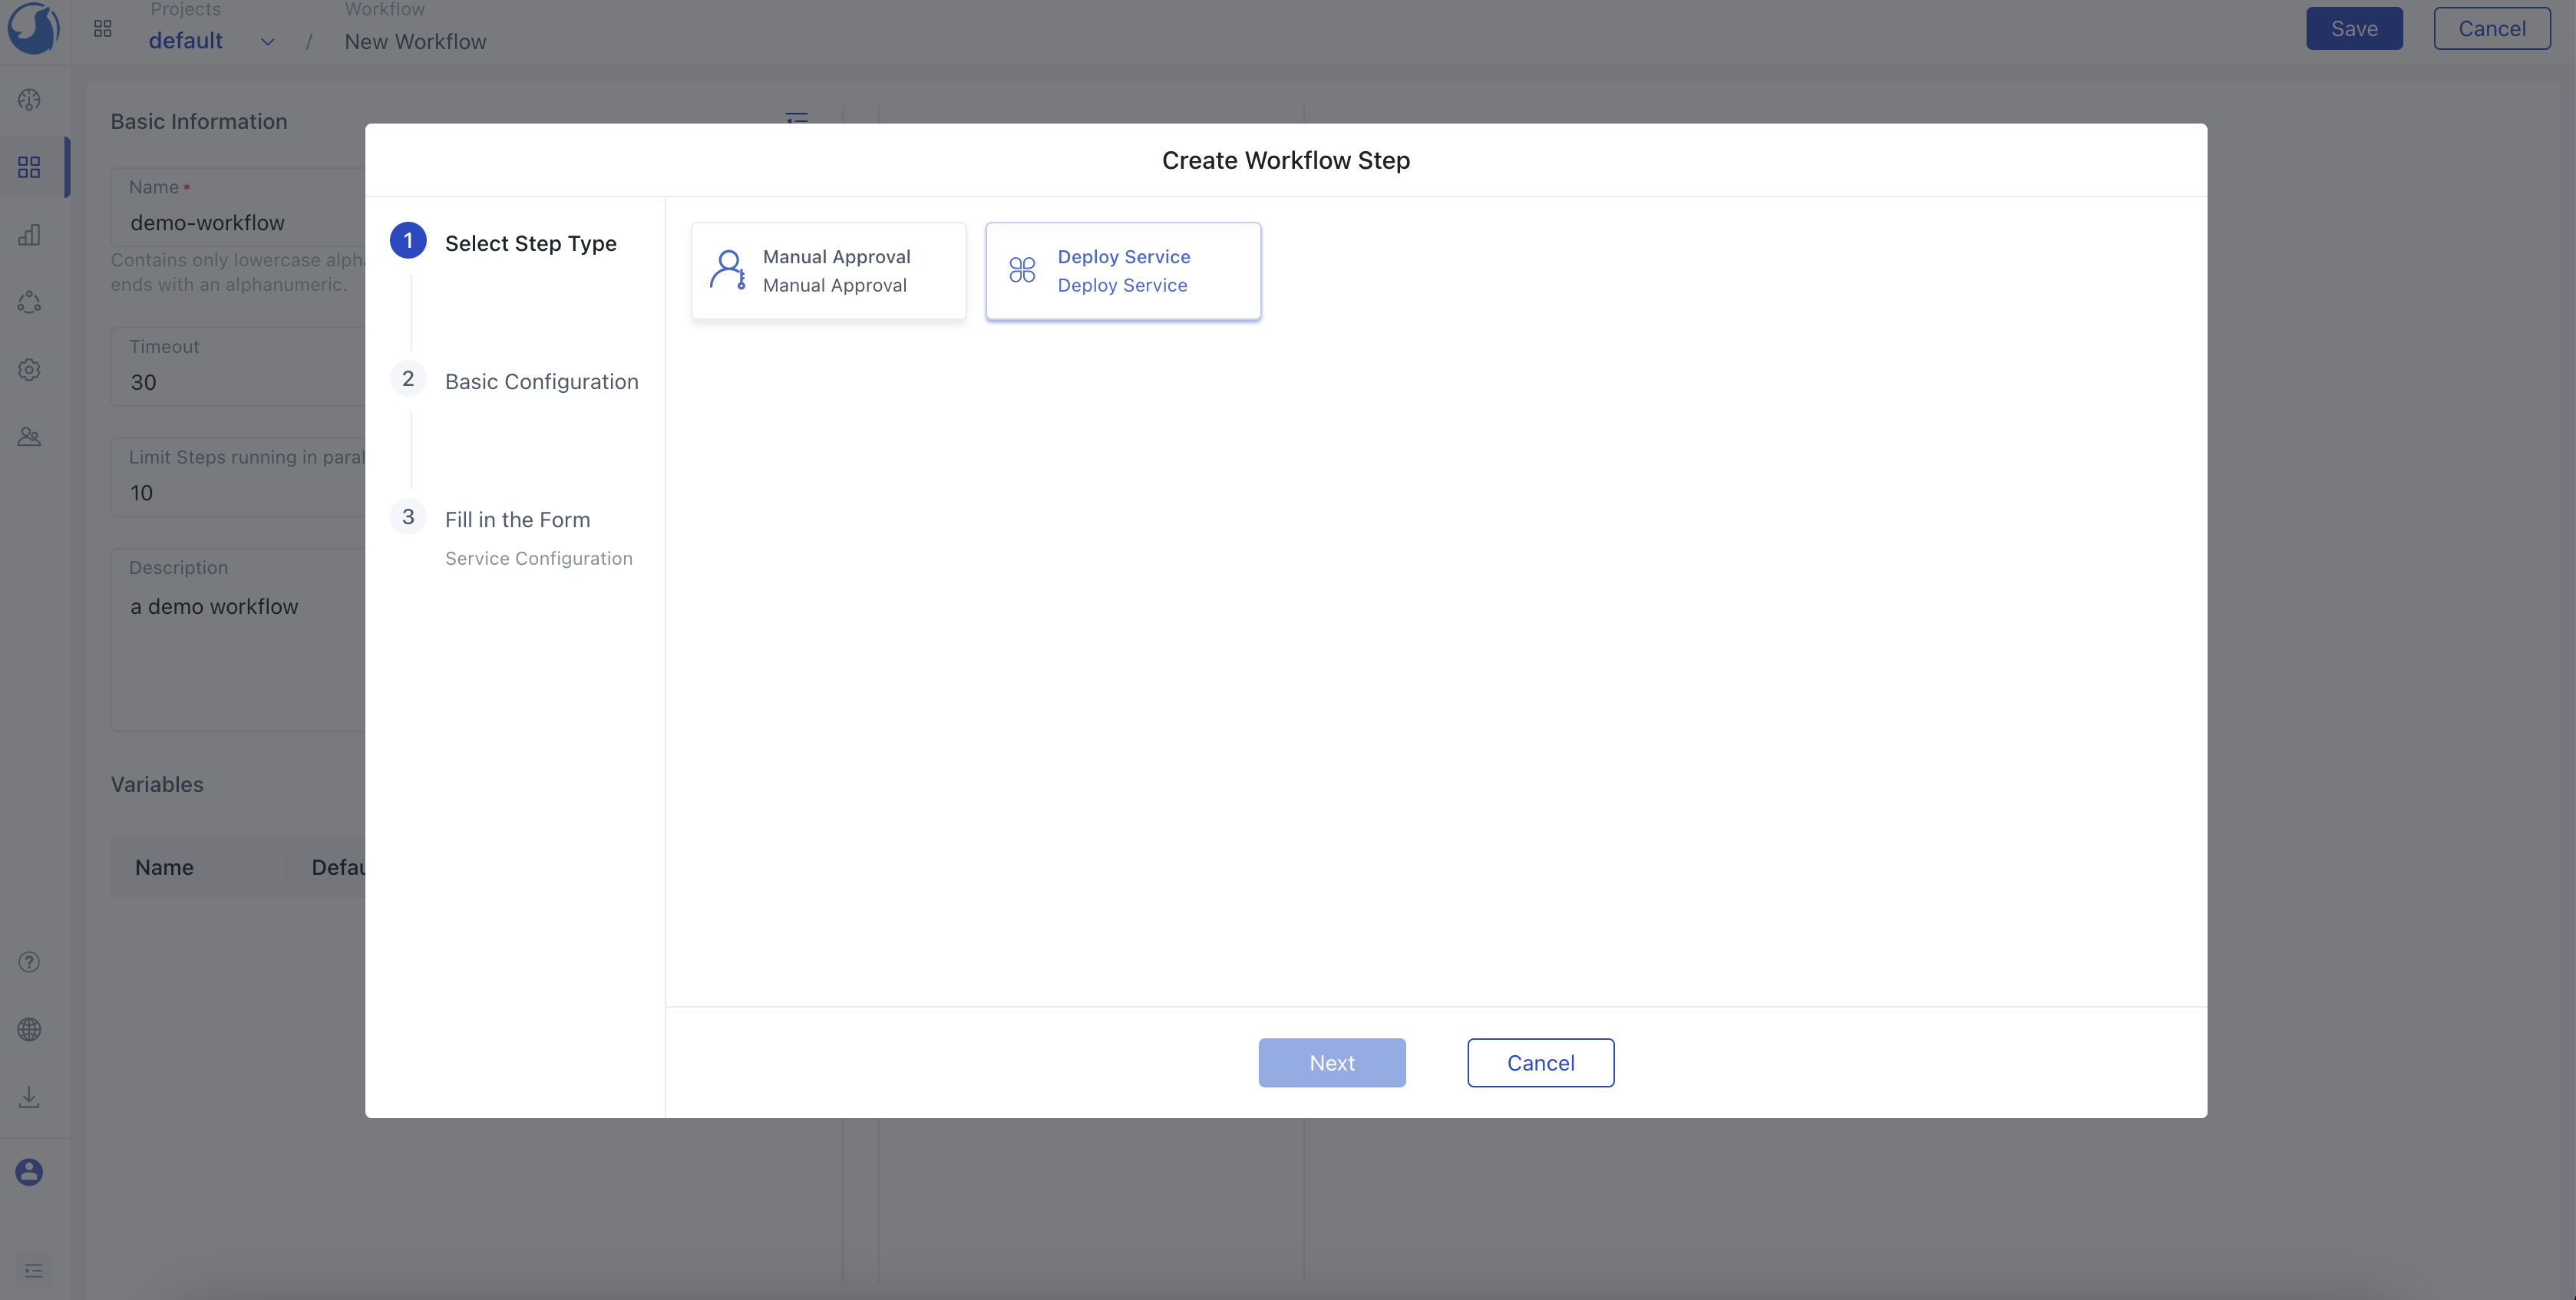 Projects
Workflow
default
/
New Workflow
Save
Cancel
Basic Information
Name *
demo-workflow
Contains only lowercase
ends with an alphanumeric.
Timeout
30
Limit Steps running in
10
Description
a demo workflow
Variables
Name
Create Workflow Step
1
Select Step Type
2
Basic Configuration
3
Fill in the Form
Service Configuration
Manual Approval
Manual Approval
Deploy Service
Deploy Service
Next
Cancel